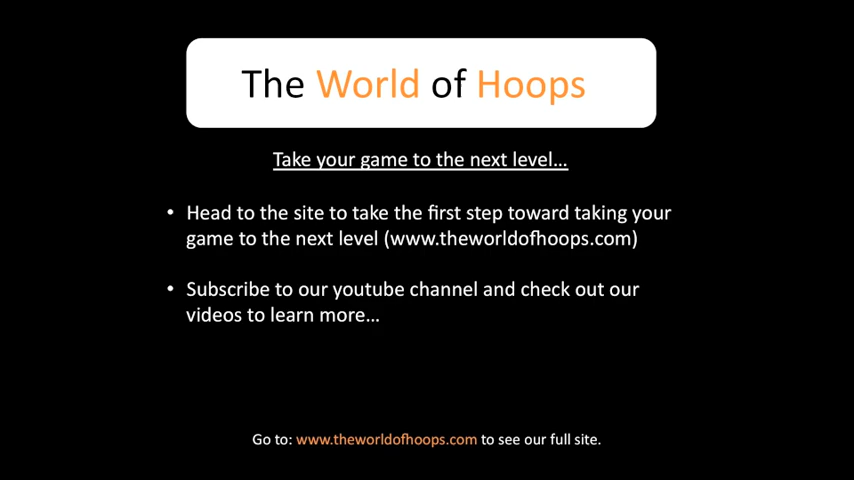 The World of Hoops
Take your game to the next level...
• Head to the site to take the first step toward taking your
game to the next level (www.theworldofhoops.com)
• Subscribe to our youtube channel and check out our
videos to learn more...
Go to: www.theworldofhoops.com to see our full site.